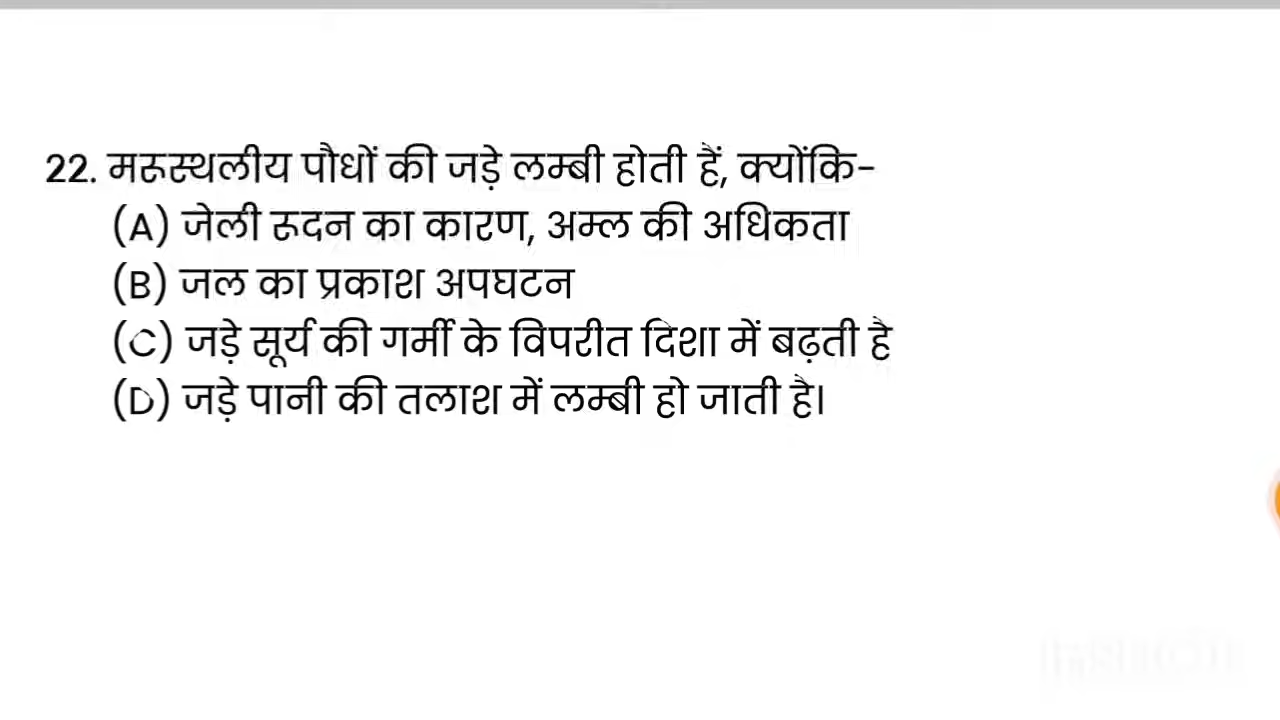 22. मरूस्थलीय पौधों की जड़े लम्बी होती हैं, क्योंकि-
(A) जेली रूदन का कारण, अम्ल की अधिकता
(B) जल का प्रकाश अपघटन
(C) जड़े सूर्य की गर्मी के विपरीत दिशा में बढ़ती है
(D) जड़े पानी की तलाश में लम्बी हो जाती है।